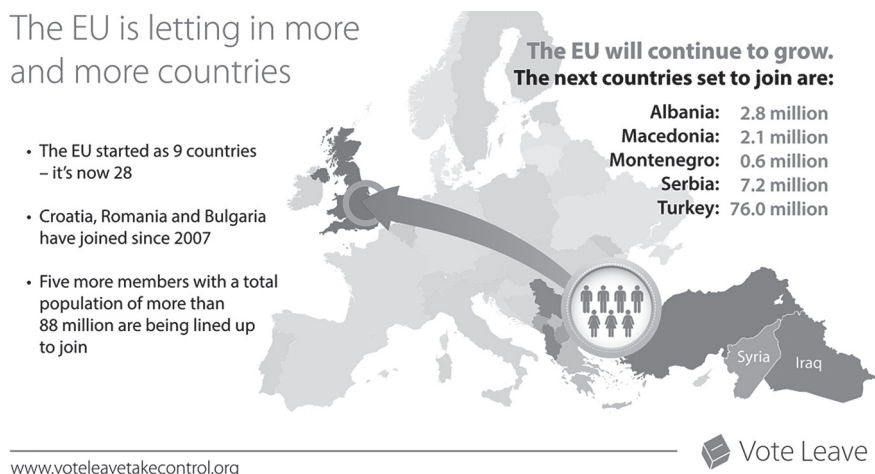 The EU is letting in more
and more countries
• The EU started as 9 countries
– it's now 28
• Croatia, Romania and Bulgaria
have joined since 2007
• Five more members with a total
population of more than
88 million are being lined up
to join
The EU will continue to grow.
The next countries set to join are:
Albania: 2.8 million
Macedonia: 2.1 million
Montenegro: 0.6 million
Serbia: 7.2 million
Turkey: 76.0 million
Syria
Iraq
www.voteleavetakecontrol.org
Vote Leave